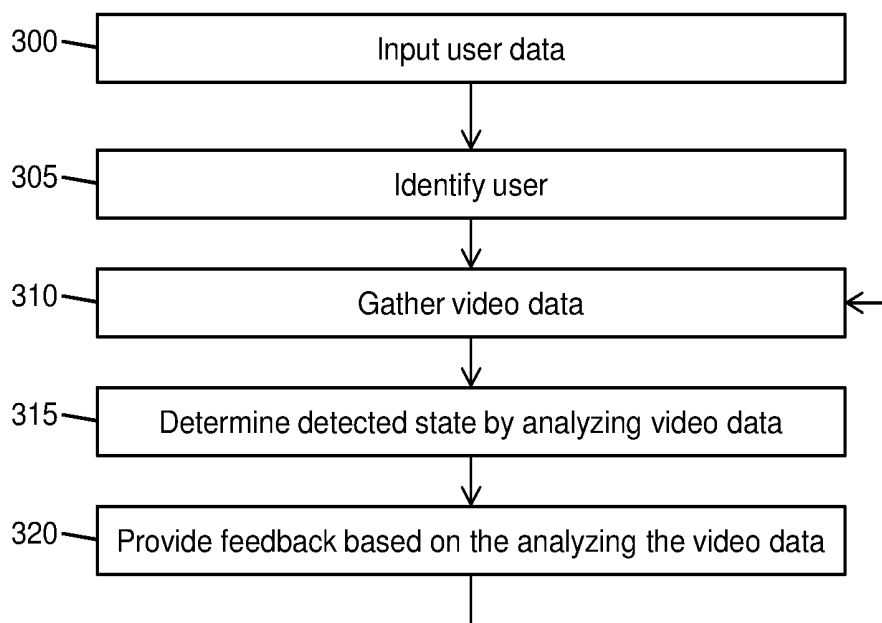 300
Input user data
305
Identify user
310
Gather video data
315
Determine detected state by analyzing video data
320
Provide feedback based on the analyzing the video data